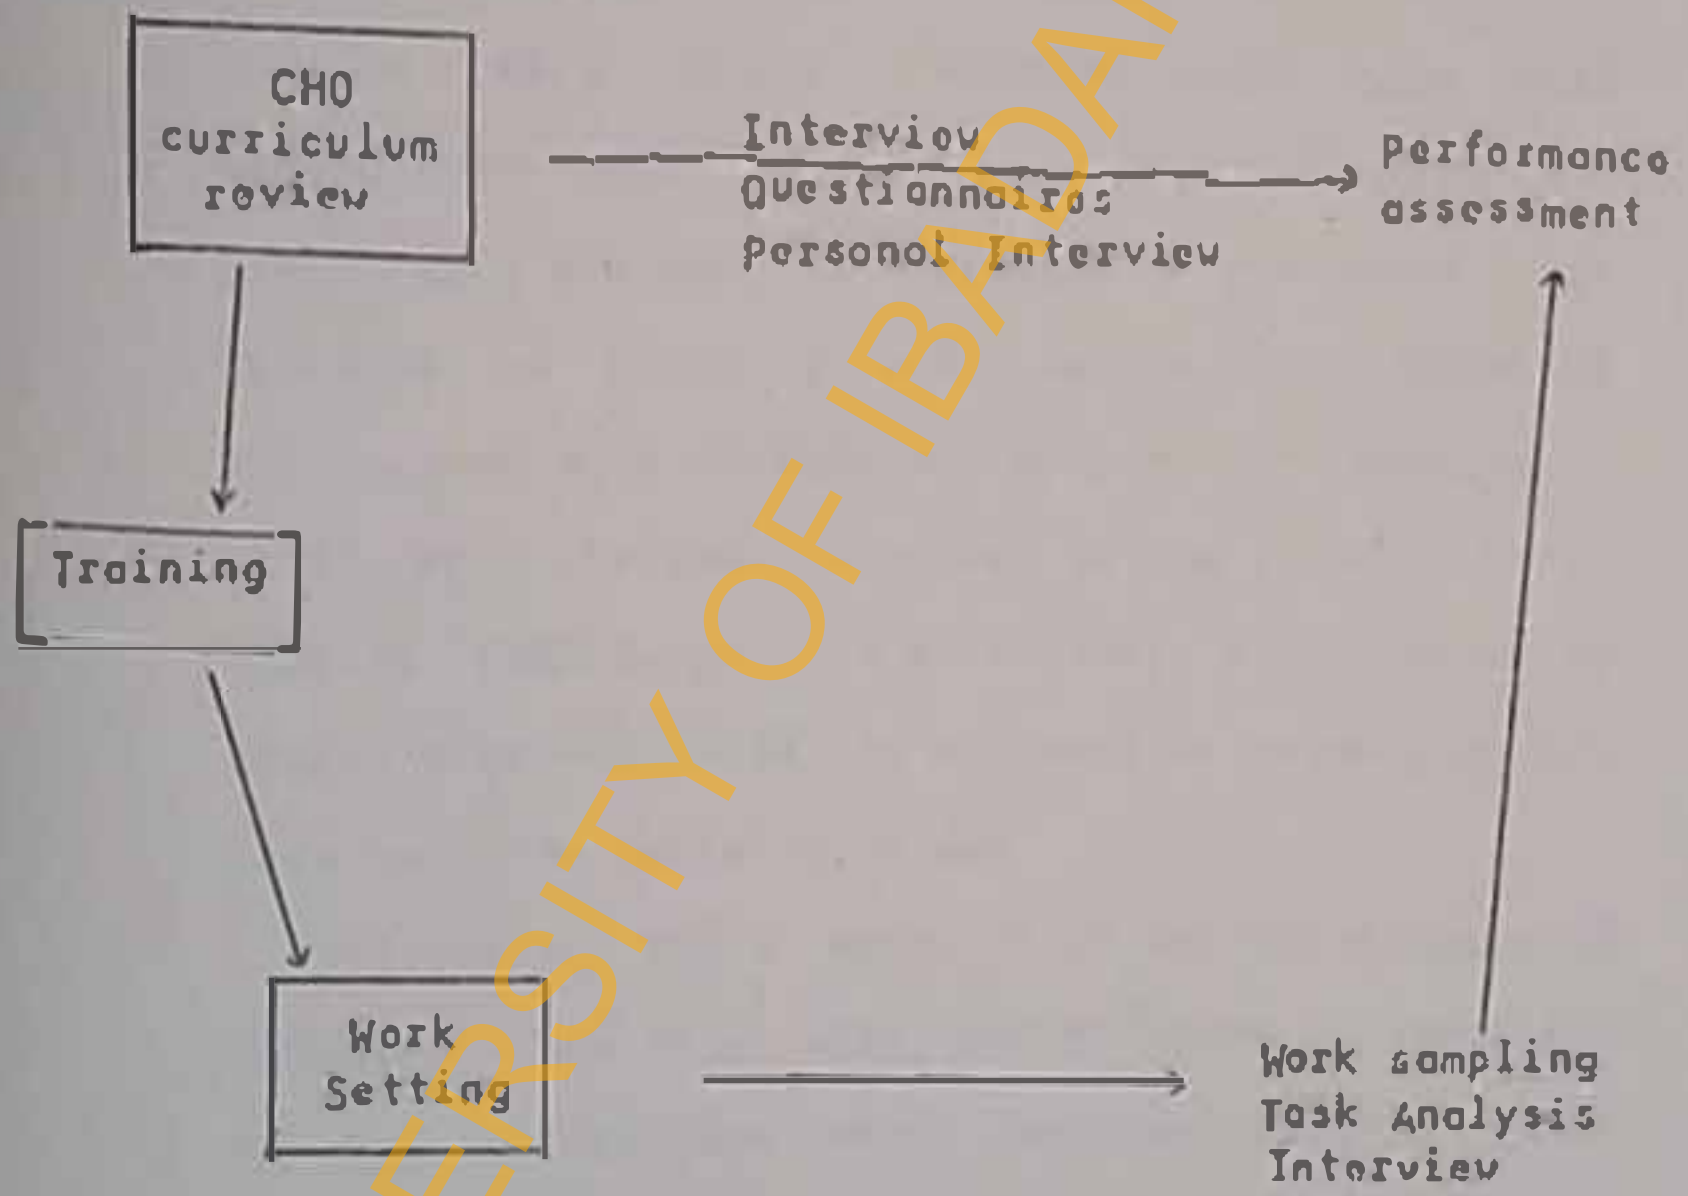 CHO
curriculum
review
Interview
Questionnaires
Personal Interview
Performance
assessment
Training
Work
Setting
Work sampling
Task Analysis
Interview
ERSITY OF IBADAN